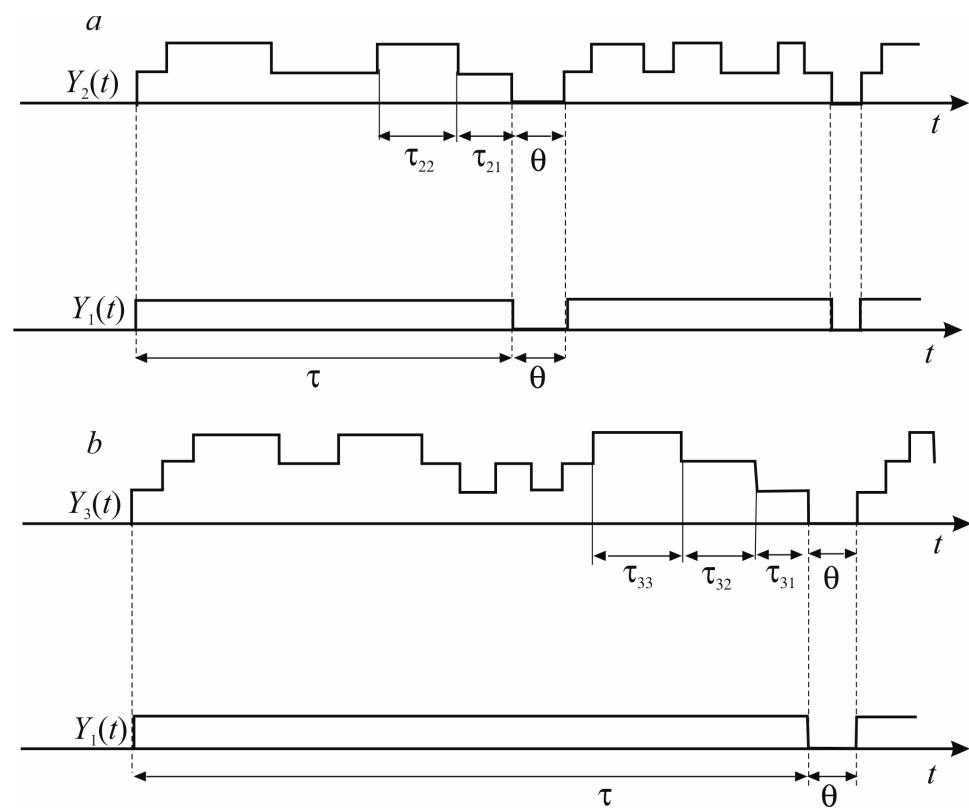 a
Y₂(t)
t
τ₂₂ τ₂₁ θ
Y₁(t)
t
τ θ
b
Y₃(t)
t
τ₃₃ τ₃₂ τ₃₁ θ
Y₁(t)
t
τ θ